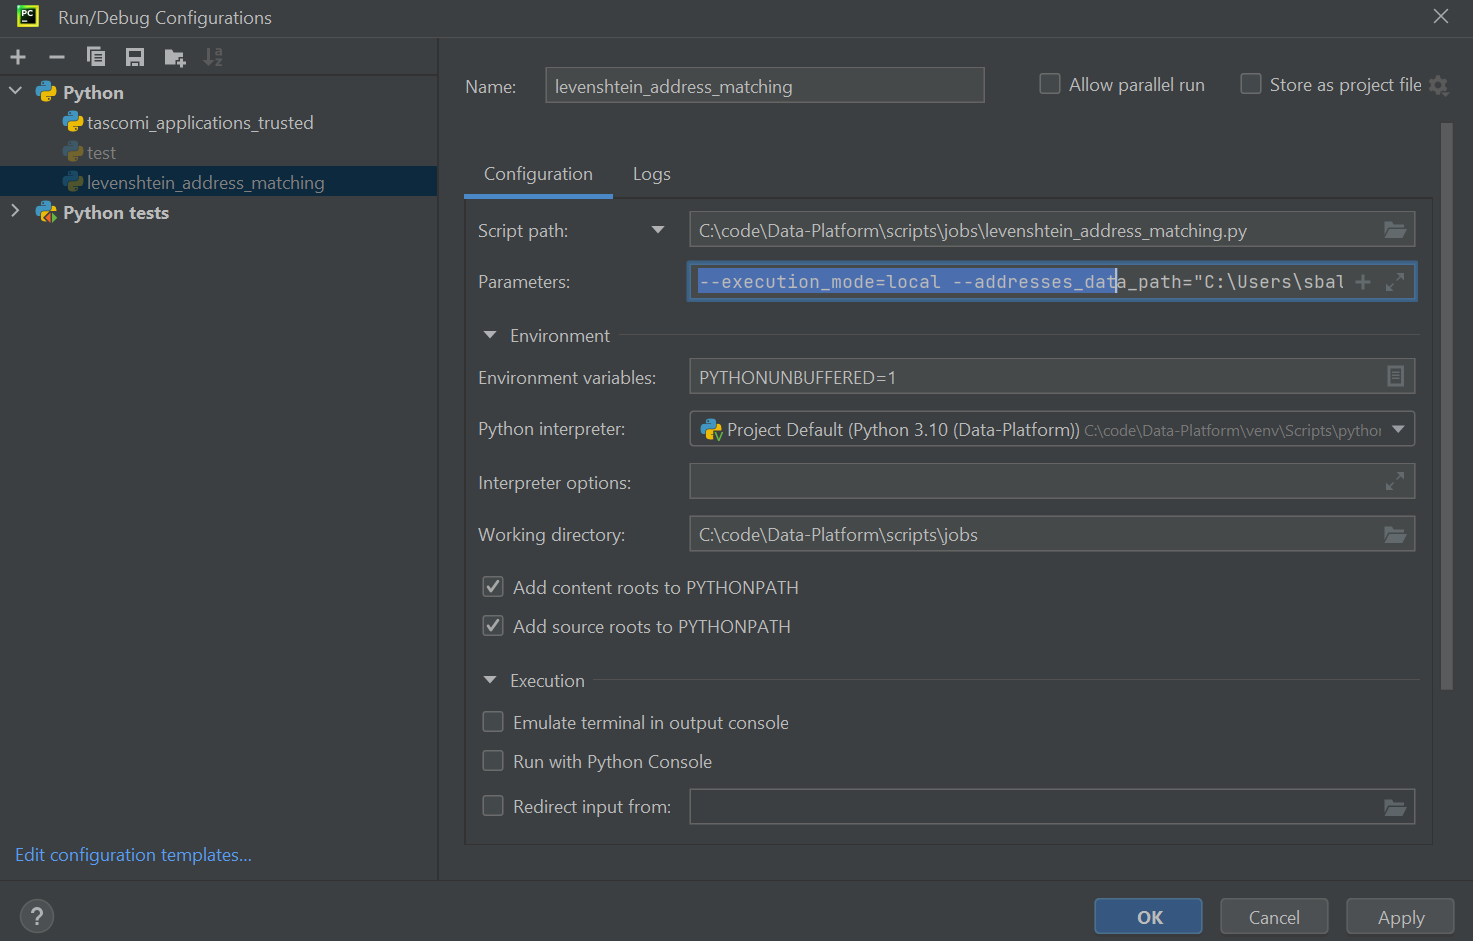 PC
Run/Debug Configurations
Name: levenshtein_address_matching
Allow parallel run
Store as project file
Python
tascomi_applications_trusted
test
levenshtein_address_matching
Python tests
Configuration
Logs
Script path: C:\code\Data-Platform\scripts\jobs\levenshtein_address_matching.py
Parameters: --execution_mode=local --addresses_data_path="C:\Users\sbal
Environment
Environment variables: PYTHONUNBUFFERED=1
Python interpreter: Project Default (Python 3.10 (Data-Platform)) C:\code\Data-Platform\venv\Scripts\python
Interpreter options:
Working directory: C:\code\Data-Platform\scripts\jobs
Add content roots to PYTHONPATH
Add source roots to PYTHONPATH
Execution
Emulate terminal in output console
Run with Python Console
Redirect input from:
Edit configuration templates...
?
OK
Cancel
Apply